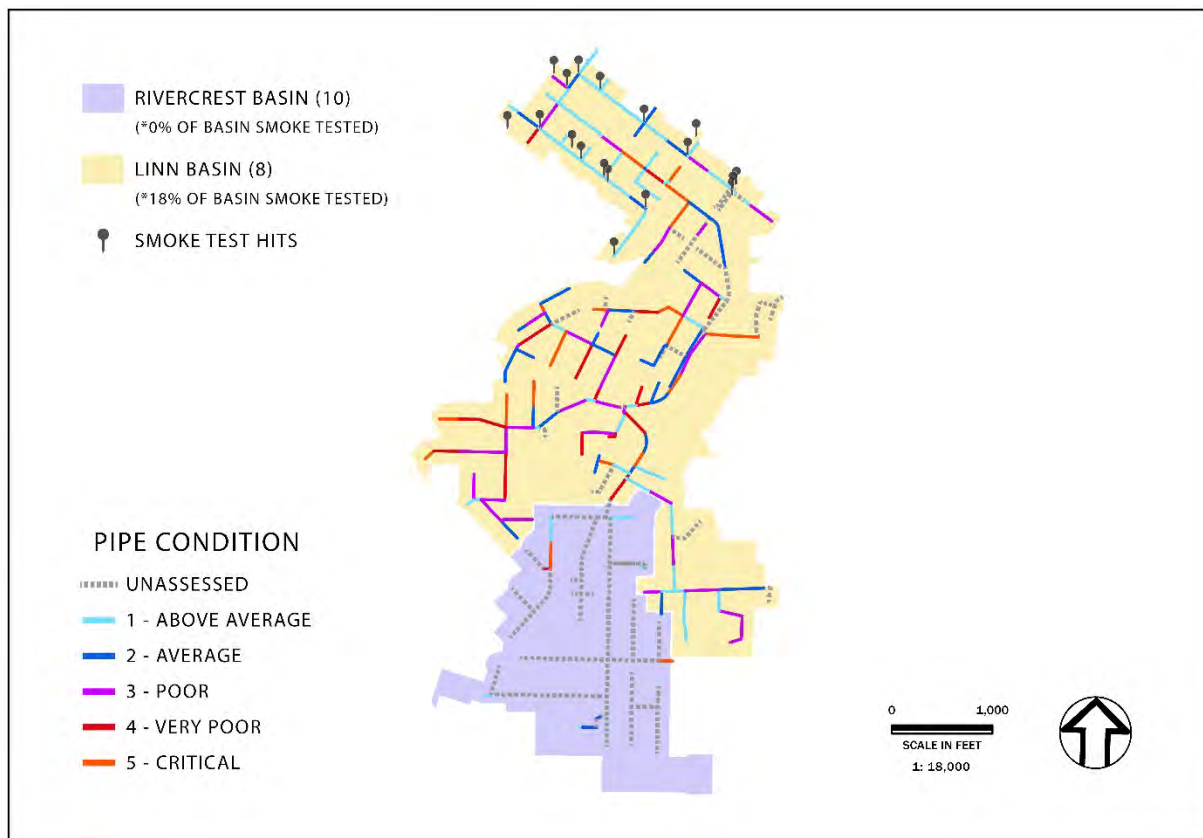 RIVERCREST BASIN (10)
(*0% OF BASIN SMOKE TESTED)
LINN BASIN (8)
(*18% OF BASIN SMOKE TESTED)
SMOKE TEST HITS
PIPE CONDITION
UNASSESSED
1 - ABOVE AVERAGE
2 - AVERAGE
3 - POOR
4 - VERY POOR
5 - CRITICAL
0 1,000
SCALE IN FEET
1: 18,000